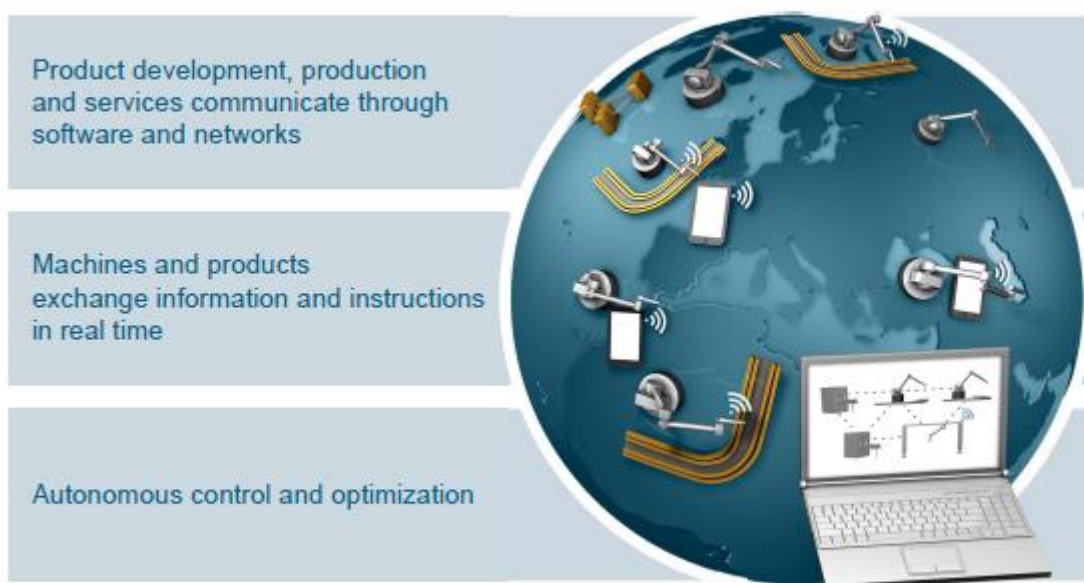 Product development, production
and services communicate through
software and networks
Machines and products
exchange information and instructions
in real time
Autonomous control and optimization